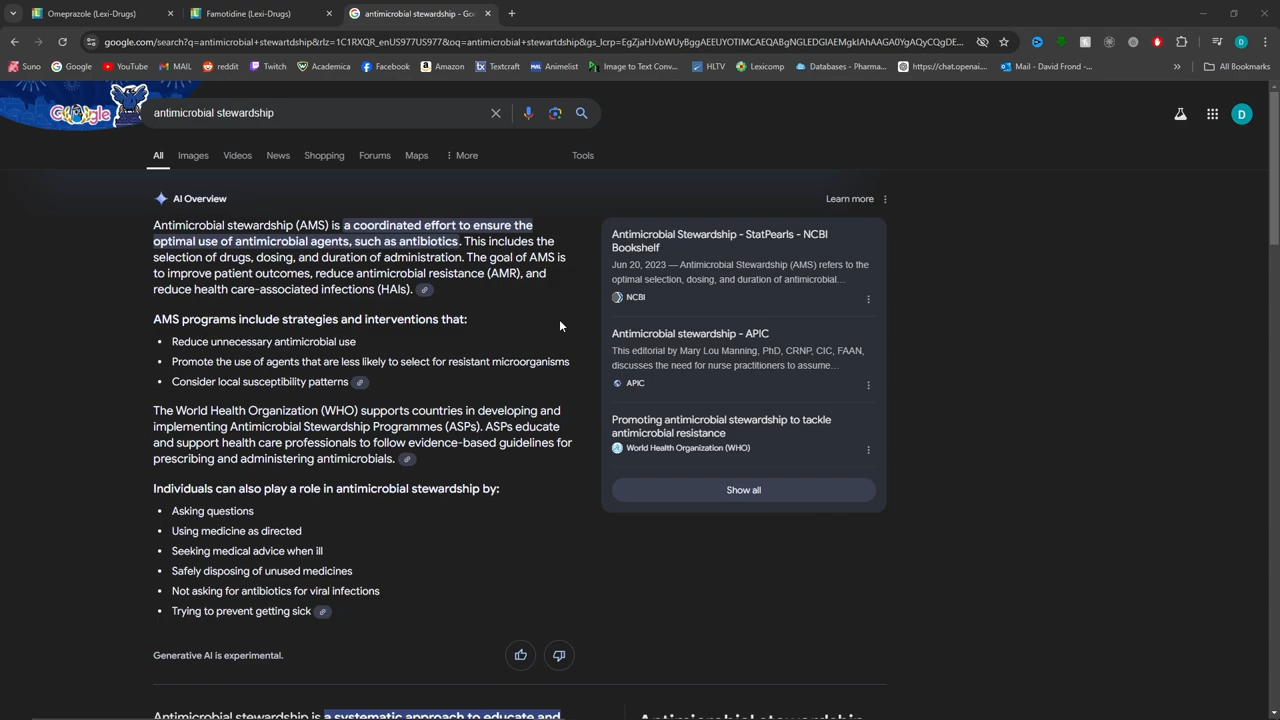 Omeprazole (Lexi-Drugs)
Famotidine (Lexi-Drugs)
antimicrobial stewardship - Go
google.com/search?q=antimicrobial+stewartdship&rlz=1C1RXQR_enUS977US977&oq=antimicrobial+stewartdship&gs_lcrp=EgZjaHJvbWUyBggAEEUYOTIMCAEQABgNGLEDGIAEMgkIAhAAGA0YgAQyCQgDE...
Suno
Google
YouTube
MAIL
reddit
Twitch
Academica
Facebook
Amazon
Textcraft
Animelist
Image to Text Conv...
HLTV
Lexicomp
Databases - Pharma...
https://chat.openai....
Mail - David Frond -...
All Bookmarks
Google
antimicrobial stewardship
D
All
Images
Videos
News
Shopping
Forums
Maps
More
Tools
AI Overview
Learn more
Antimicrobial stewardship (AMS) is a coordinated effort to ensure the
optimal use of antimicrobial agents, such as antibiotics. This includes the
selection of drugs, dosing, and duration of administration. The goal of AMS is
to improve patient outcomes, reduce antimicrobial resistance (AMR), and
reduce health care-associated infections (HAIs).
AMS programs include strategies and interventions that:
• Reduce unnecessary antimicrobial use
• Promote the use of agents that are less likely to select for resistant microorganisms
• Consider local susceptibility patterns
The World Health Organization (WHO) supports countries in developing and
implementing Antimicrobial Stewardship Programmes (ASPs). ASPs educate
and support health care professionals to follow evidence-based guidelines for
prescribing and administering antimicrobials.
Individuals can also play a role in antimicrobial stewardship by:
• Asking questions
• Using medicine as directed
• Seeking medical advice when ill
• Safely disposing of unused medicines
• Not asking for antibiotics for viral infections
• Trying to prevent getting sick
Generative AI is experimental.
Antimicrobial Stewardship - StatPearls - NCBI
Bookshelf
Jun 20, 2023 — Antimicrobial Stewardship (AMS) refers to the
optimal selection, dosing, and duration of antimicrobial...
NCBI
Antimicrobial stewardship - APIC
This editorial by Mary Lou Manning, PhD, CRNP, CIC, FAAN,
discusses the need for nurse practitioners to assume...
APIC
Promoting antimicrobial stewardship to tackle
antimicrobial resistance
World Health Organization (WHO)
Show all
Antimicrobial stewardship is a systematic approach to educate and
Antimicrobial stewardship